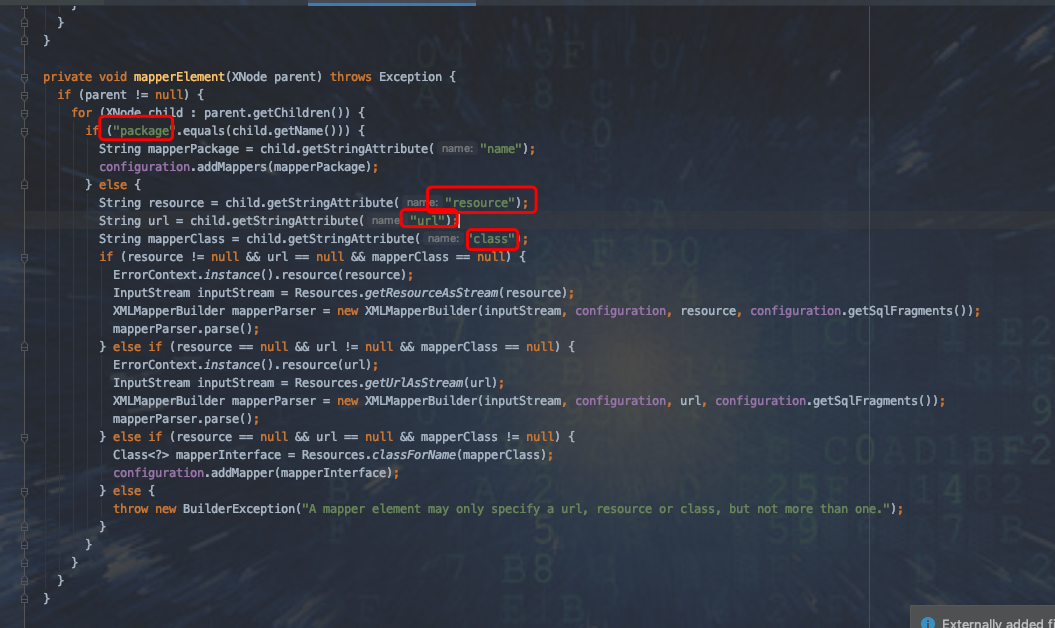 }
}
}
private void mapperElement(XNode parent) throws Exception {
if (parent != null) {
for (XNode child : parent.getChildren()) {
if ("package".equals(child.getName())) {
String mapperPackage = child.getStringAttribute( name: "name");
configuration.addMappers(mapperPackage);
} else {
String resource = child.getStringAttribute( name: "resource");
String url = child.getStringAttribute( name: "url");
String mapperClass = child.getStringAttribute( name: "class");
if (resource != null && url == null && mapperClass == null) {
ErrorContext.instance().resource(resource);
InputStream inputStream = Resources.getResourceAsStream(resource);
XMLMapperBuilder mapperParser = new XMLMapperBuilder(inputStream, configuration, resource, configuration.getSqlFragments());
mapperParser.parse();
} else if (resource == null && url != null && mapperClass == null) {
ErrorContext.instance().resource(url);
InputStream inputStream = Resources.getUrlAsStream(url);
XMLMapperBuilder mapperParser = new XMLMapperBuilder(inputStream, configuration, url, configuration.getSqlFragments());
mapperParser.parse();
} else if (resource == null && url == null && mapperClass != null) {
Class<?> mapperInterface = Resources.classForName(mapperClass);
configuration.addMapper(mapperInterface);
} else {
throw new BuilderException("A mapper element may only specify a url, resource or class, but not more than one.");
}
}
}
}
}
Externally added